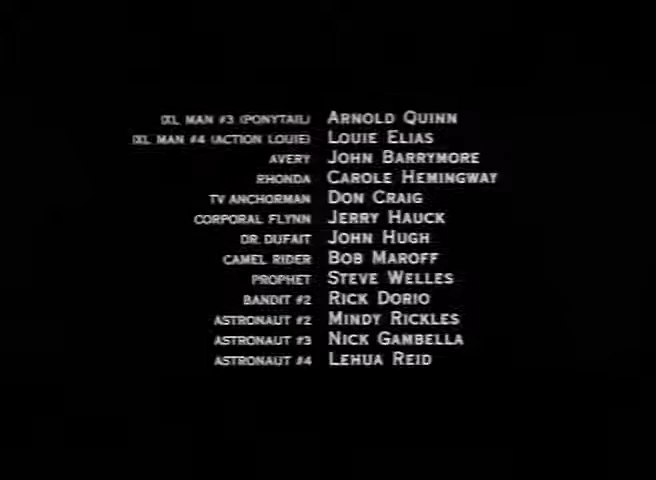 IXL MAN #3 (PONYTAIL) ARNOLD QUINN
IXL MAN #4 (ACTION LOUIE) LOUIE ELIAS
AVERY JOHN BARRYMORE
RHONDA CAROLE HEMINGWAY
TV ANCHORMAN DON CRAIG
CORPORAL FLYNN JERRY HAUCK
DR. DUFAIT JOHN HUGH
CAMEL RIDER BOB MAROFF
PROPHET STEVE WELLES
BANDIT #2 RICK DORIO
ASTRONAUT #2 MINDY RICKLES
ASTRONAUT #3 NICK GAMBELLA
ASTRONAUT #4 LEHUA REID